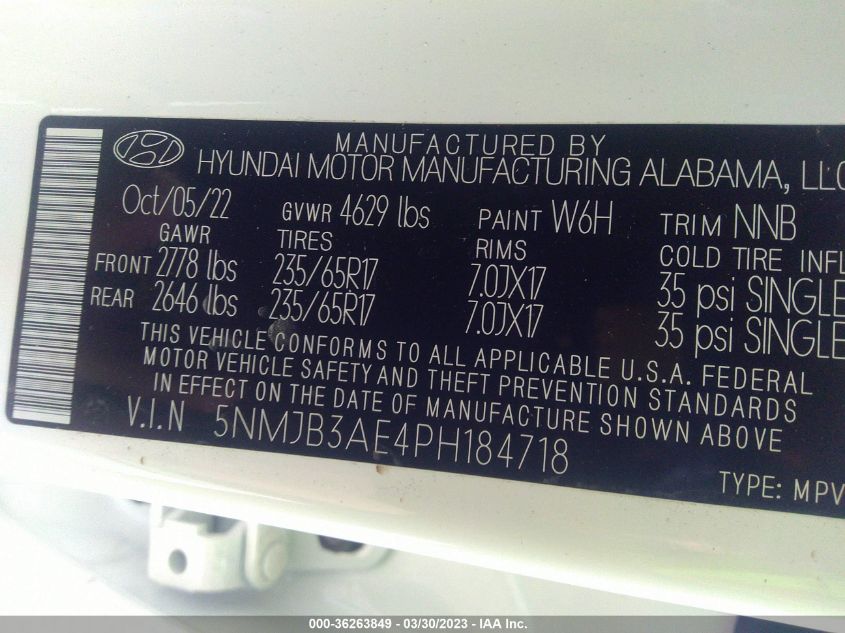 MANUFACTURED BY
HYUNDAI MOTOR MANUFACTURING ALABAMA, LLC
Oct/05/22 GVWR 4629 lbs PAINT W6H TRIM NNB
GAWR TIRES RIMS COLD TIRE INFL
FRONT 2778 lbs 235/65R17 7.0JX17 35 psi SINGLE
REAR 2646 lbs 235/65R17 7.0JX17 35 psi SINGLE
THIS VEHICLE CONFORMS TO ALL APPLICABLE U.S.A. FEDERAL
MOTOR VEHICLE SAFETY AND THEFT PREVENTION STANDARDS
IN EFFECT ON THE DATE OF MANUFACTURE SHOWN ABOVE
V.I.N 5NMJB3AE4PH184718
TYPE: MPV
000-36263849 - 03/30/2023 - IAA Inc.